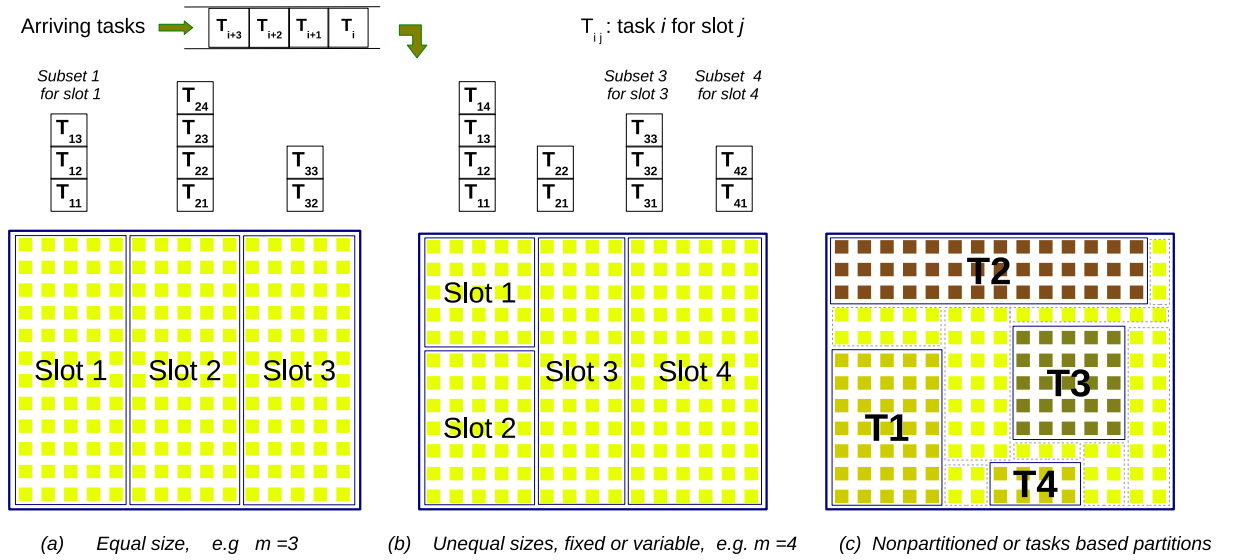 Arriving tasks
T i+3 T i+2 T i+1 T i
T i j : task i for slot j
Subset 1
for slot 1
T 13
T 12
T 11
T 24
T 23
T 22
T 21
T 33
T 32
T 14
T 13
T 12
T 11
T 22
T 21
Subset 3
for slot 3
T 33
T 32
T 31
Subset 4
for slot 4
T 42
T 41
Slot 1
Slot 2
Slot 3
Slot 1
Slot 2
Slot 3
Slot 4
T2
T3
T1
T4
(a) Equal size, e.g m =3
(b) Unequal sizes, fixed or variable, e.g. m =4
(c) Nonpartitioned or tasks based partitions